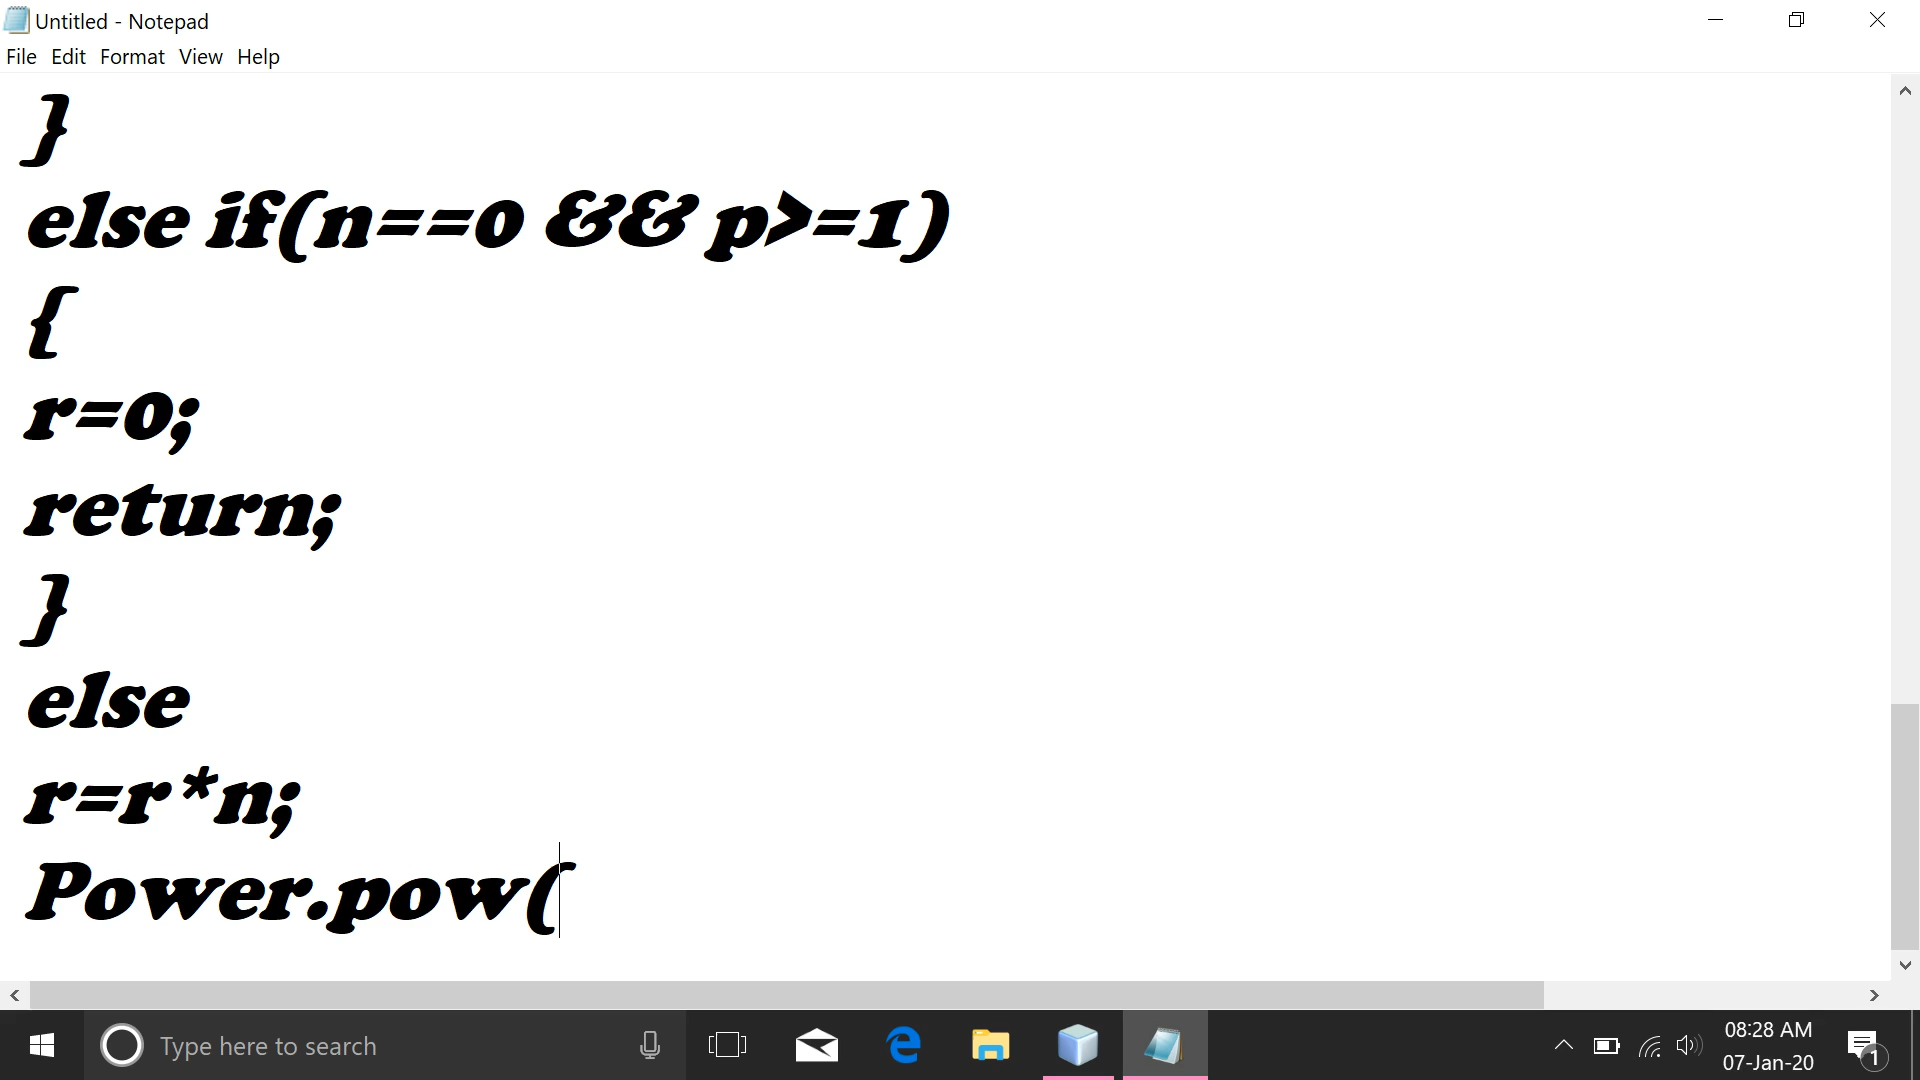 Untitled - Notepad
File Edit Format View Help
}
else if(n==0 && p>=1)
{
r=0;
return;
}
else
r=r*n;
Power.pow(
Type here to search
08:28 AM
07-Jan-20
1